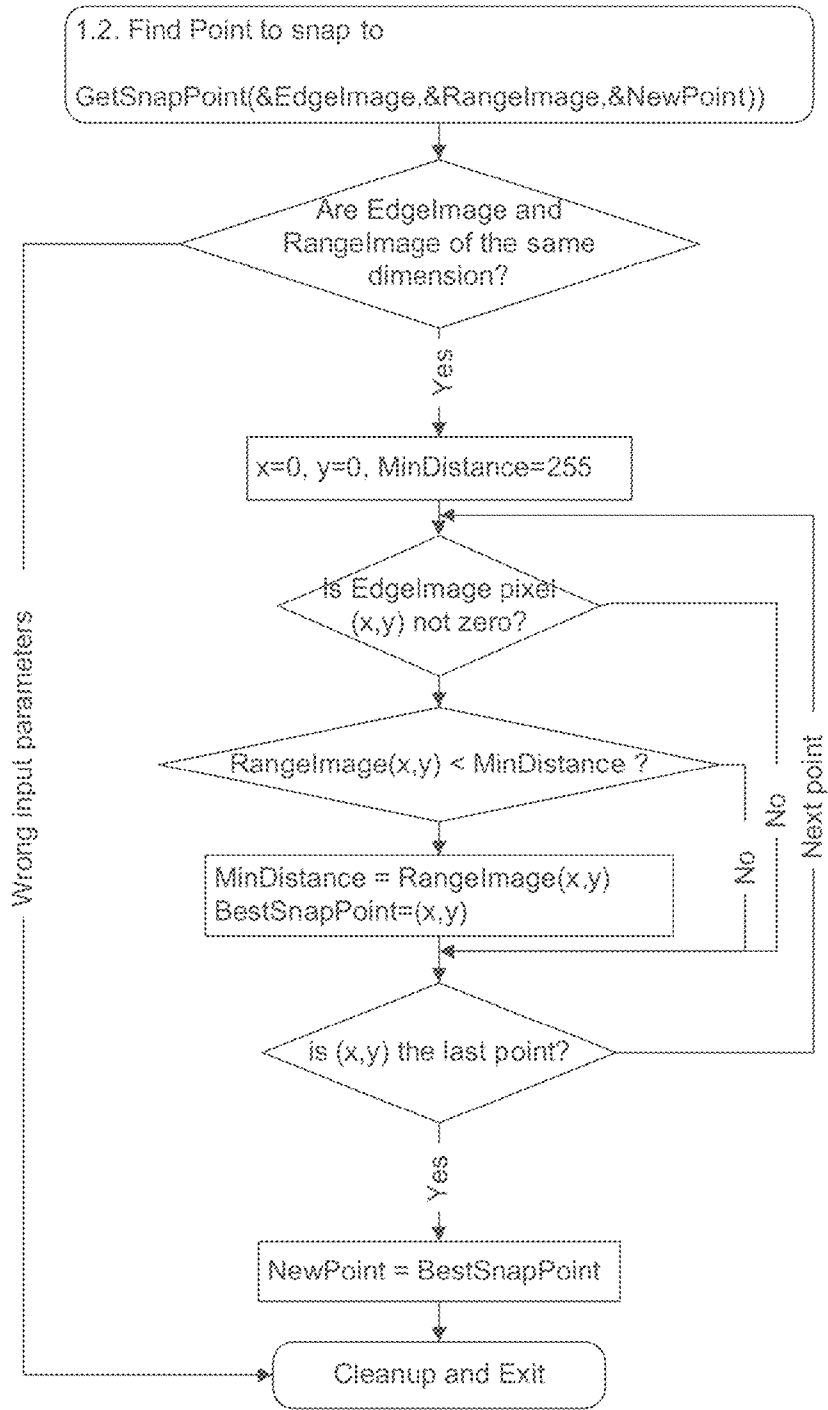 1.2. Find Point to snap to
GetSnapPoint(&EdgeImage,&RangeImage,&NewPoint))
Are EdgeImage and
RangeImage of the same
dimension?
Yes
x=0, y=0, MinDistance=255
Is EdgeImage pixel
(x,y) not zero?
Wrong input parameters
RangeImage(x,y) < MinDistance ?
No
No
Next point
MinDistance = RangeImage(x,y)
BestSnapPoint=(x,y)
is (x,y) the last point?
Yes
NewPoint = BestSnapPoint
Cleanup and Exit